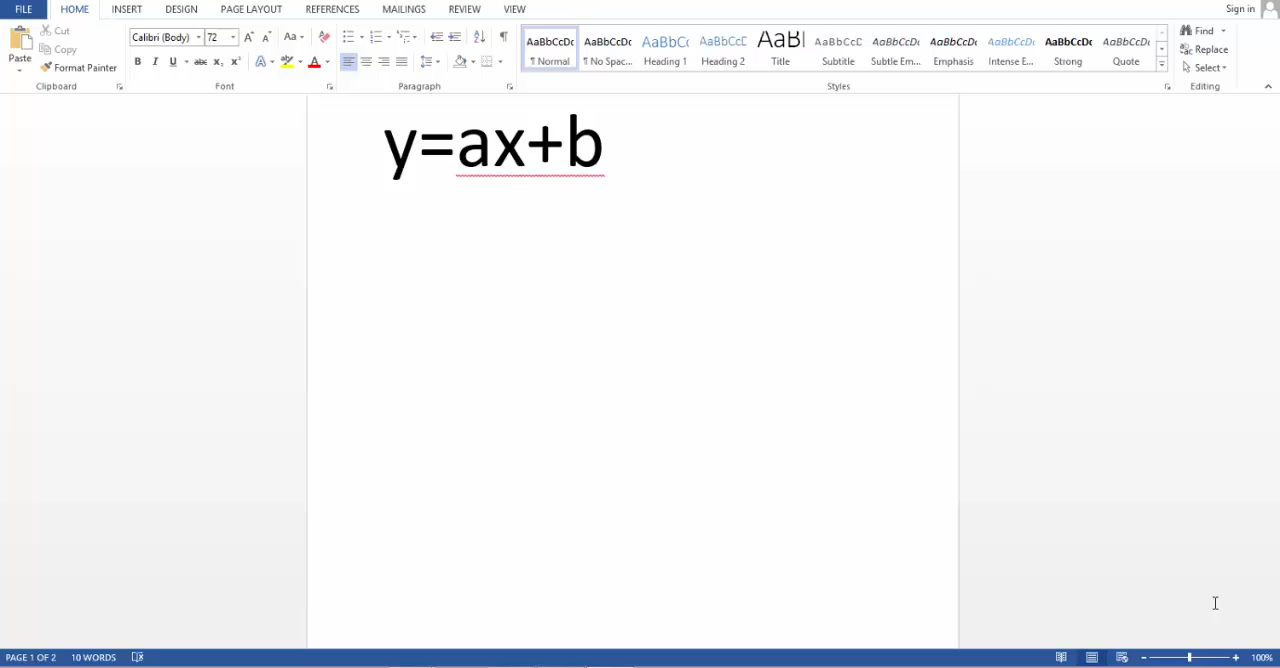 FILE HOME INSERT DESIGN PAGE LAYOUT REFERENCES MAILINGS REVIEW VIEW Sign in
Paste
Cut
Copy
Format Painter
Clipboard
Calibri (Body) 72
Font
Paragraph
AaBbCcDc AaBbCcDc AaBbCc AaBbCcD AaB AaBbCcD AaBbCcDc AaBbCcDc AaBbCcDc AaBbCcDc AaBbCcDc
¶ Normal ¶ No Spac... Heading 1 Heading 2 Title Subtitle Subtle Em... Emphasis Intense E... Strong Quote
Styles
Find
Replace
Select
Editing
y=ax+b
PAGE 1 OF 2 10 WORDS 100%